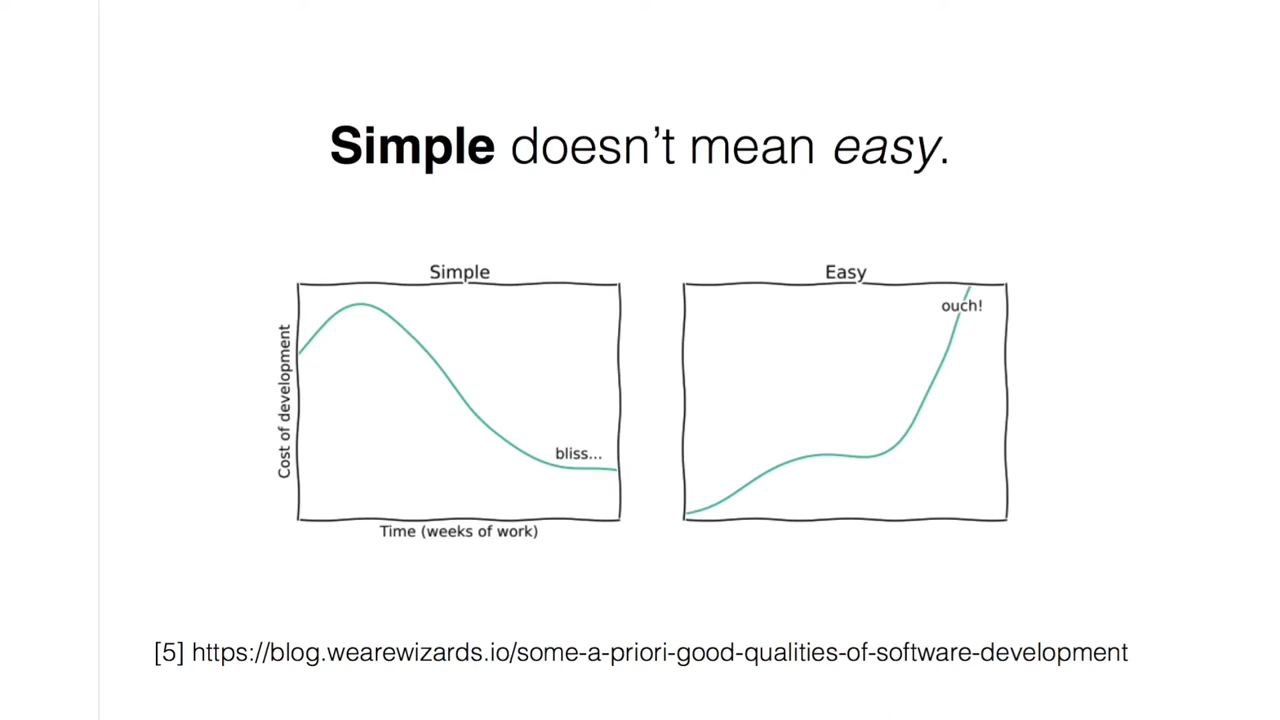 Simple doesn’t mean easy.
Simple
Cost of development
bliss...
Time (weeks of work)
Easy
ouch!
[5] https://blog.wearewizards.io/some-a-priori-good-qualities-of-software-development